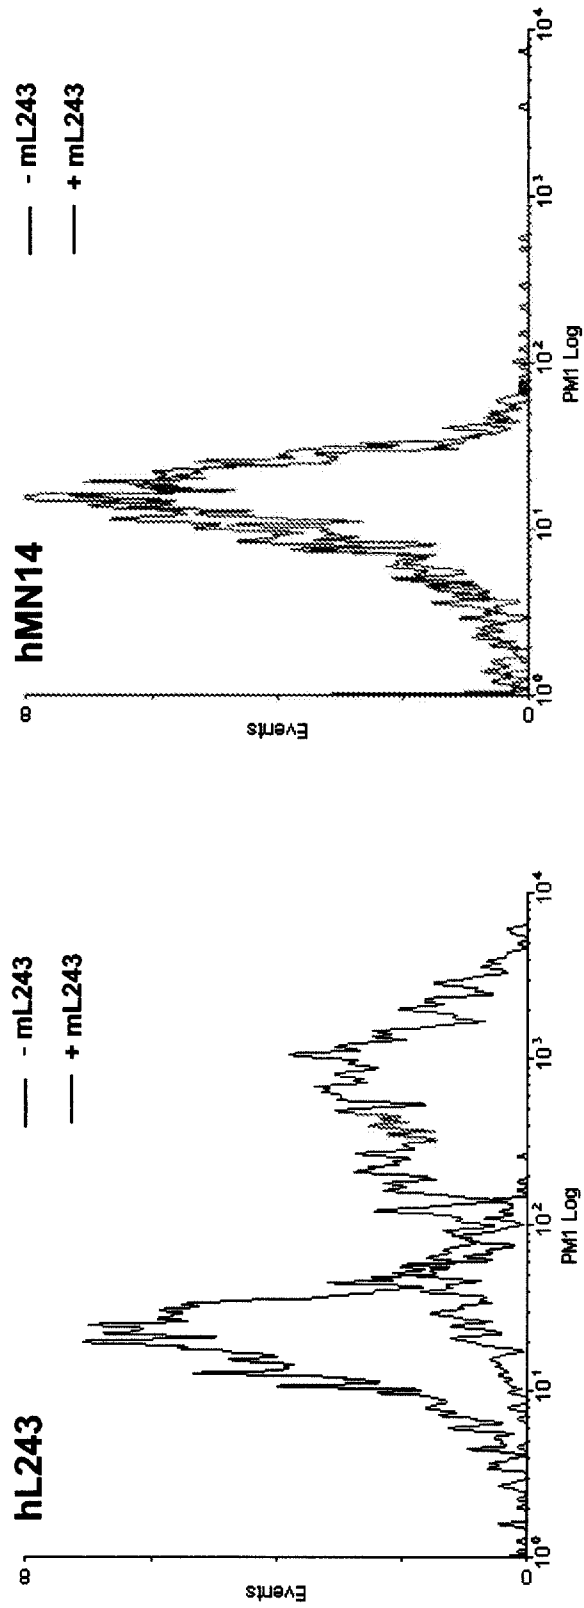 hL243
- mL243
+ mL243
8
Events
0
10⁰
10¹
10²
10³
10⁴
PM1 Log
hMN14
- mL243
+ mL243
8
Events
0
10⁰
10¹
10²
10³
10⁴
PM1 Log